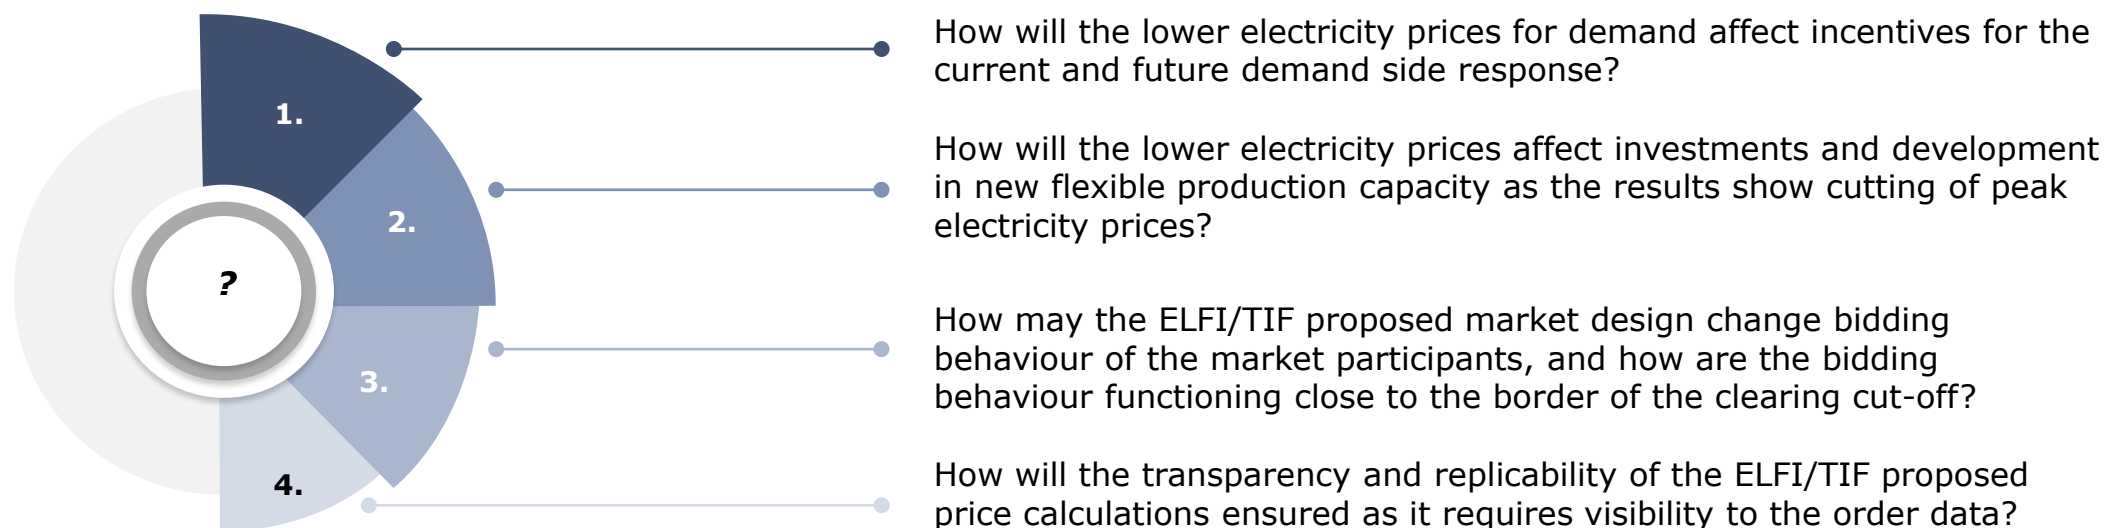 1.
How will the lower electricity prices for demand affect incentives for the
current and future demand side response?
2.
How will the lower electricity prices affect investments and development
in new flexible production capacity as the results show cutting of peak
electricity prices?
?
3.
How may the ELFI/TIF proposed market design change bidding
behaviour of the market participants, and how are the bidding
behaviour functioning close to the border of the clearing cut-off?
4.
How will the transparency and replicability of the ELFI/TIF proposed
price calculations ensured as it requires visibility to the order data?